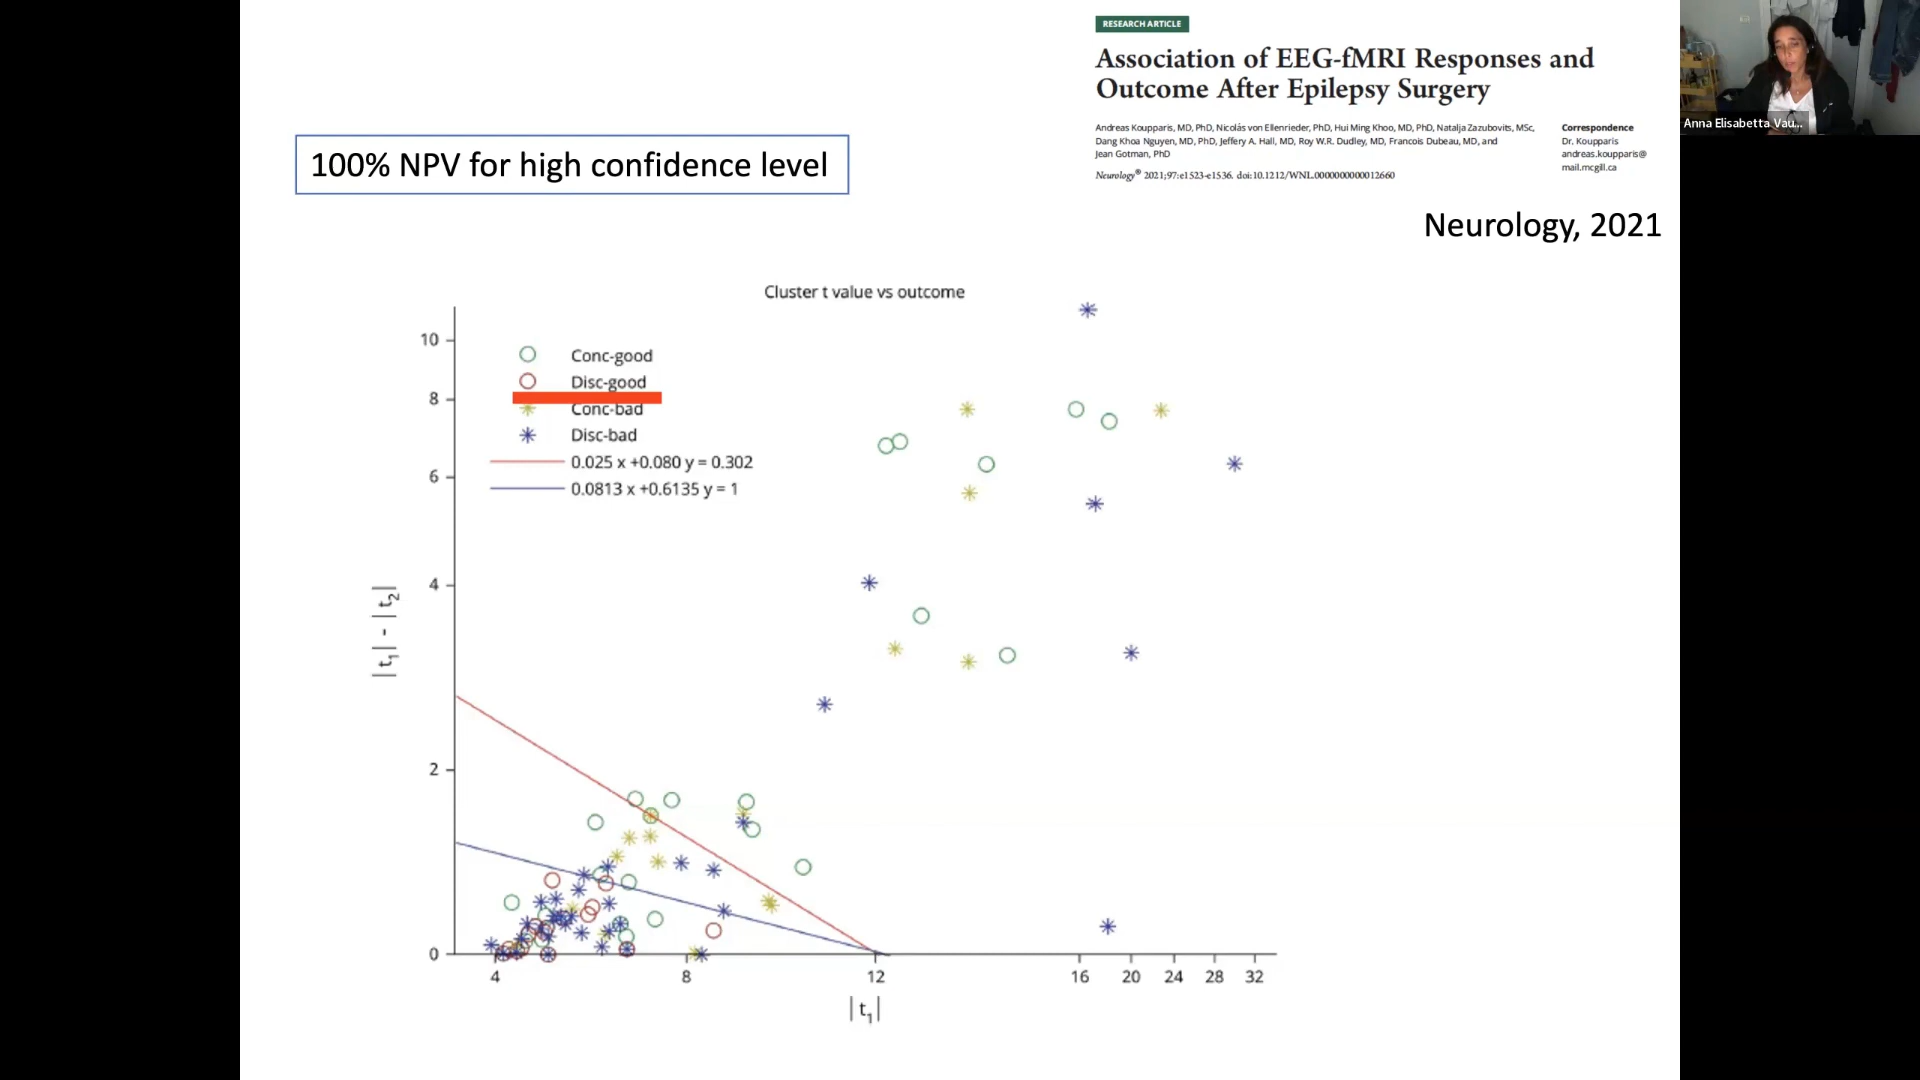 RESEARCH ARTICLE
Association of EEG-fMRI Responses and
Outcome After Epilepsy Surgery
Andreas Koupparis, MD, PhD, Nicolás von Ellenrieder, PhD, Hui Ming Khoo, MD, PhD, Natalja Zazubovits, MSc,
Dang Khoa Nguyen, MD, PhD, Jeffery A. Hall, MD, Roy W.R. Dudley, MD, Francois Dubeau, MD, and
Jean Gotman, PhD
Neurology® 2021;97:e1523-e1536. doi:10.1212/WNL.0000000000012660
Correspondence
Dr. Koupparis
andreas.koupparis@
mail.mcgill.ca
Anna Elisabetta Vau...
100% NPV for high confidence level
Neurology, 2021
Cluster t value vs outcome
Conc-good
Disc-good
Conc-bad
Disc-bad
0.025 x +0.080 y = 0.302
0.0813 x +0.6135 y = 1
10
8
6
4
2
0
|t₁| - |t₂|
4 8 12 16 20 24 28 32
|t₁|